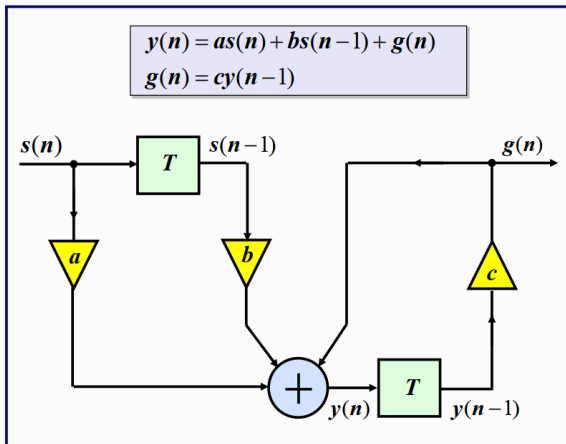 y(n) = as(n) + bs(n−1) + g(n)
g(n) = cy(n−1)
s(n) T s(n−1) g(n)
a b c
+ y(n) T y(n−1)